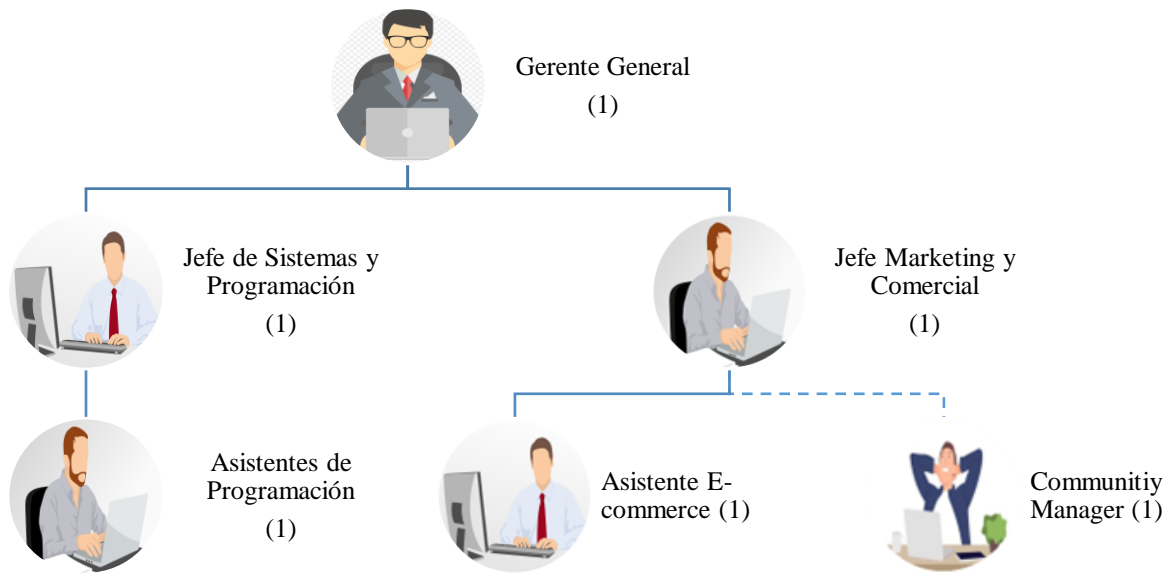 Gerente General
(1)
Jefe de Sistemas y
Programación
(1)
Jefe Marketing y
Comercial
(1)
Asistentes de
Programación
(1)
Asistente E-
commerce (1)
Communitiy
Manager (1)